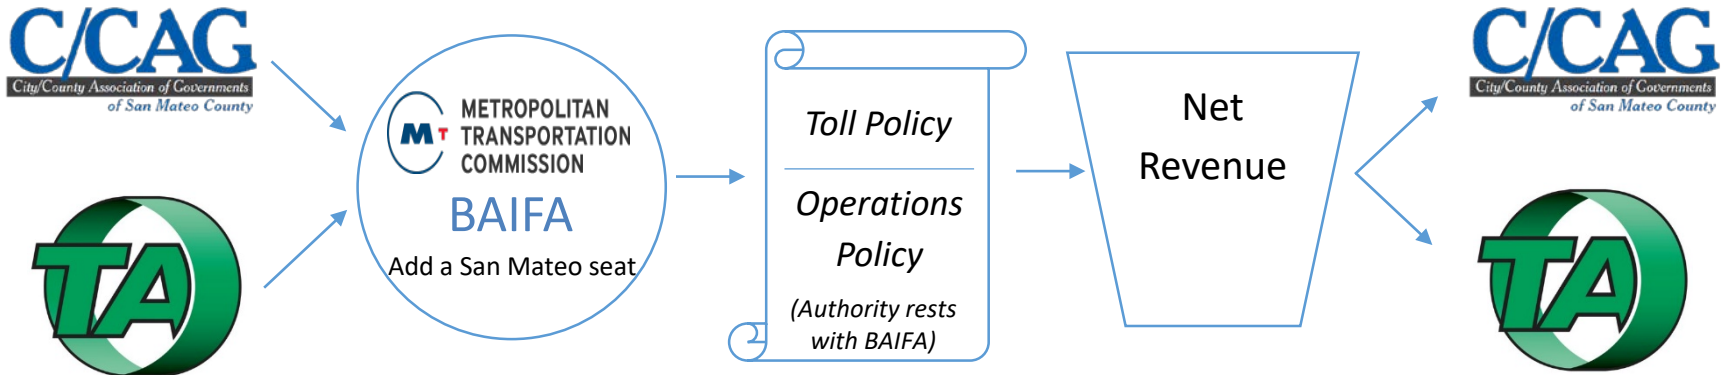 C/CAG
City/County Association of Governments
of San Mateo County
TA
MT
METROPOLITAN
TRANSPORTATION
COMMISSION
BAIFA
Add a San Mateo seat
Toll Policy
Operations
Policy
(Authority rests
with BAIFA)
Net
Revenue
C/CAG
City/County Association of Governments
of San Mateo County
TA